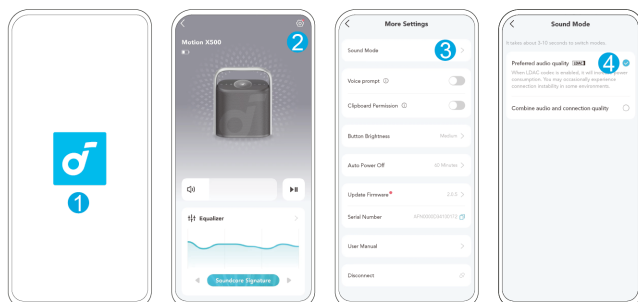 1
2
Motion X500
Equalizer
Soundcore Signature
More Settings
Sound Mode
3
Voice prompt
Clipboard Permission
Button Brightness
Medium
Auto Power Off
Update Firmware
2.0.0
Serial Number
User Manual
Disconnect
Sound Mode
It takes about 5-10 seconds to switch modes.
Preferred audio quality LDAC
4
When LDAC codec is enabled, it will power
consumption. You may occasionally experience
connection instability in some environments.
Combine audio and connection quality